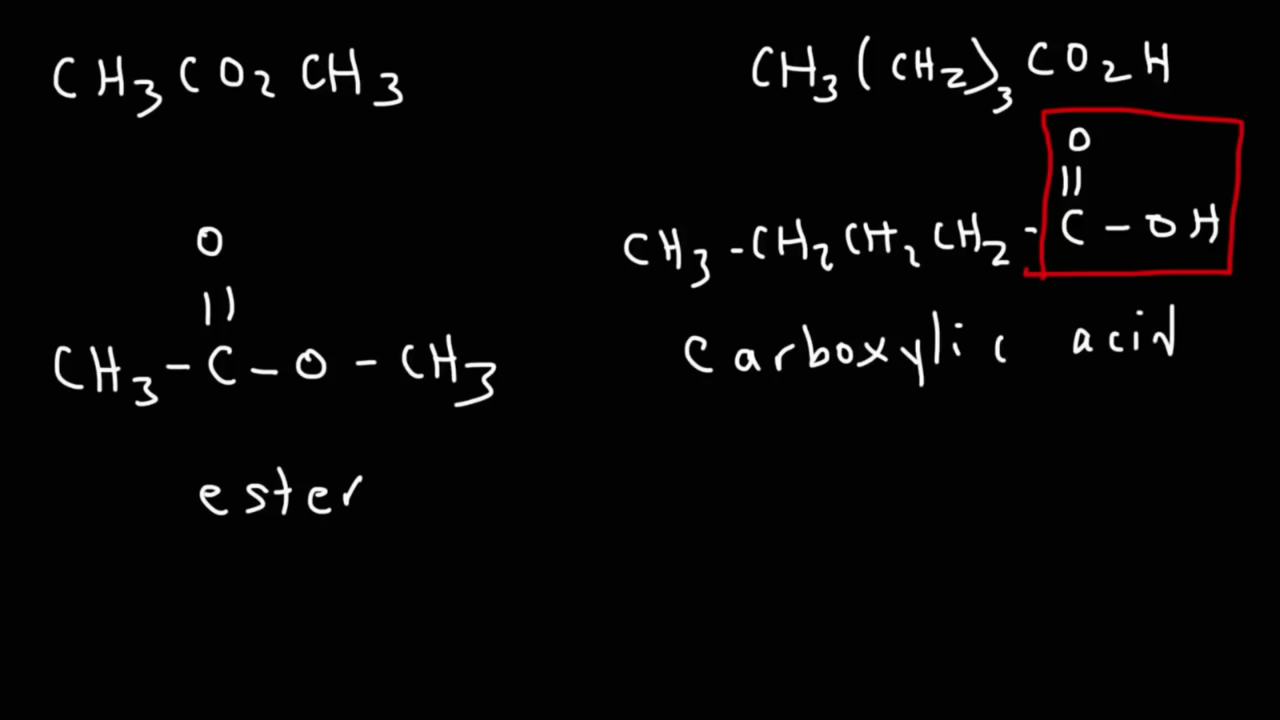 CH3CO2CH3
O
||
CH3-C-O-CH3
ester
CH3(CH2)3CO2H
O
||
CH3-CH2CH2CH2-C-OH
carboxylic acid